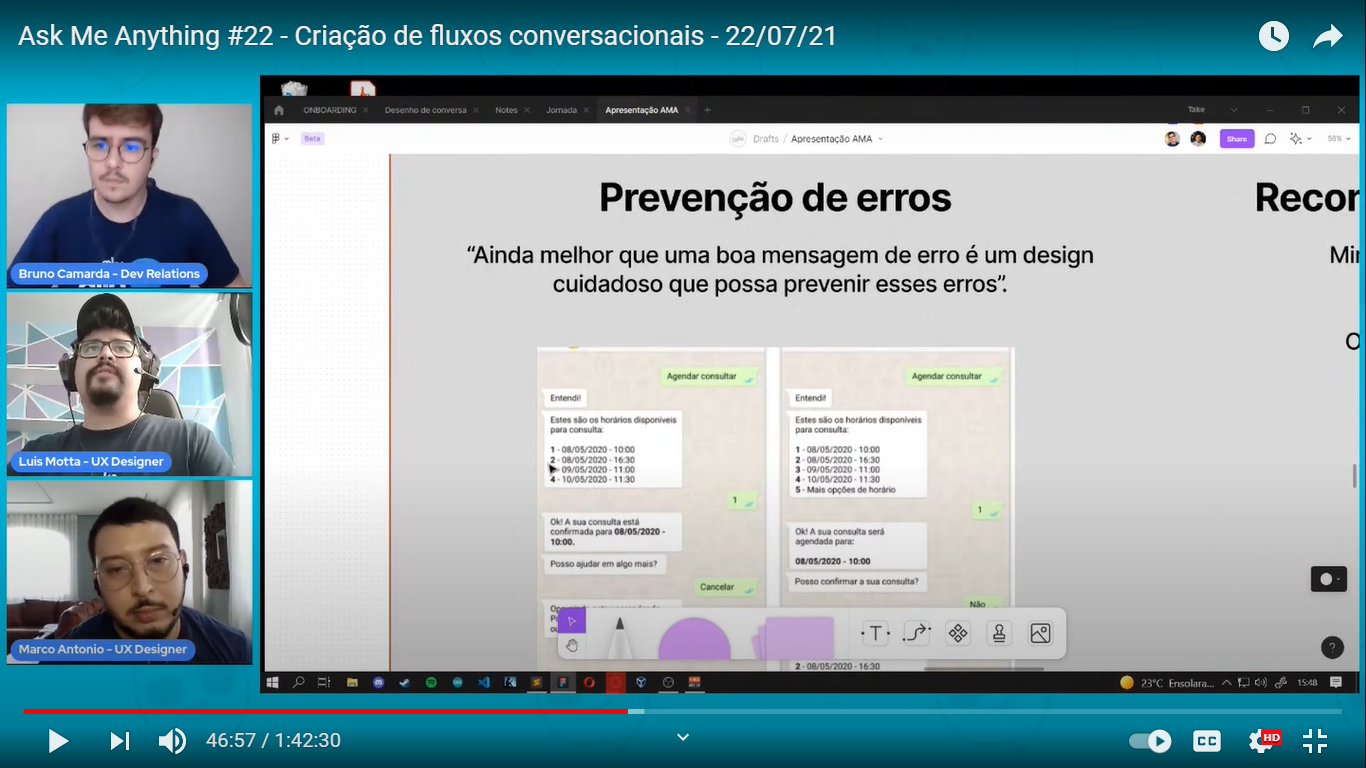 Ask Me Anything #22 - Criação de fluxos conversacionais - 22/07/21
Bruno Camarda - Dev Relations
Luis Motta - UX Designer
Marco Antonio - UX Designer
ONBOARDING
Desenho de conversa
Notes
Jornada
Apresentação AMA
Take
Beta
Drafts / Apresentação AMA
Share
56%
Prevenção de erros
“Ainda melhor que uma boa mensagem de erro é um design
cuidadoso que possa prevenir esses erros”.
Recor
Mir
O
Agendar consultar
Entendi!
Estes são os horários disponíveis
para consulta:
1 - 08/05/2020 - 10:00
2 - 08/05/2020 - 16:30
- 09/05/2020 - 11:00
4 - 10/05/2020 - 11:30
1
Ok! A sua consulta está
confirmada para 08/05/2020 -
10:00.
Posso ajudar em algo mais?
Cancelar
Agendar consultar
Entendi!
Estes são os horários disponíveis
para consulta:
1 - 08/05/2020 - 10:00
2 - 08/05/2020 - 16:30
3 - 09/05/2020 - 11:00
4 - 10/05/2020 - 11:30
5 - Mais opções de horário
1
Ok! A sua consulta será
agendada para:
08/05/2020 - 10:00
Posso confirmar a sua consulta?
Não
2 - 08/05/2020 - 16:30
T
?
23°C Ensolara...
15:48
46:57 / 1:42:30
CC
HD